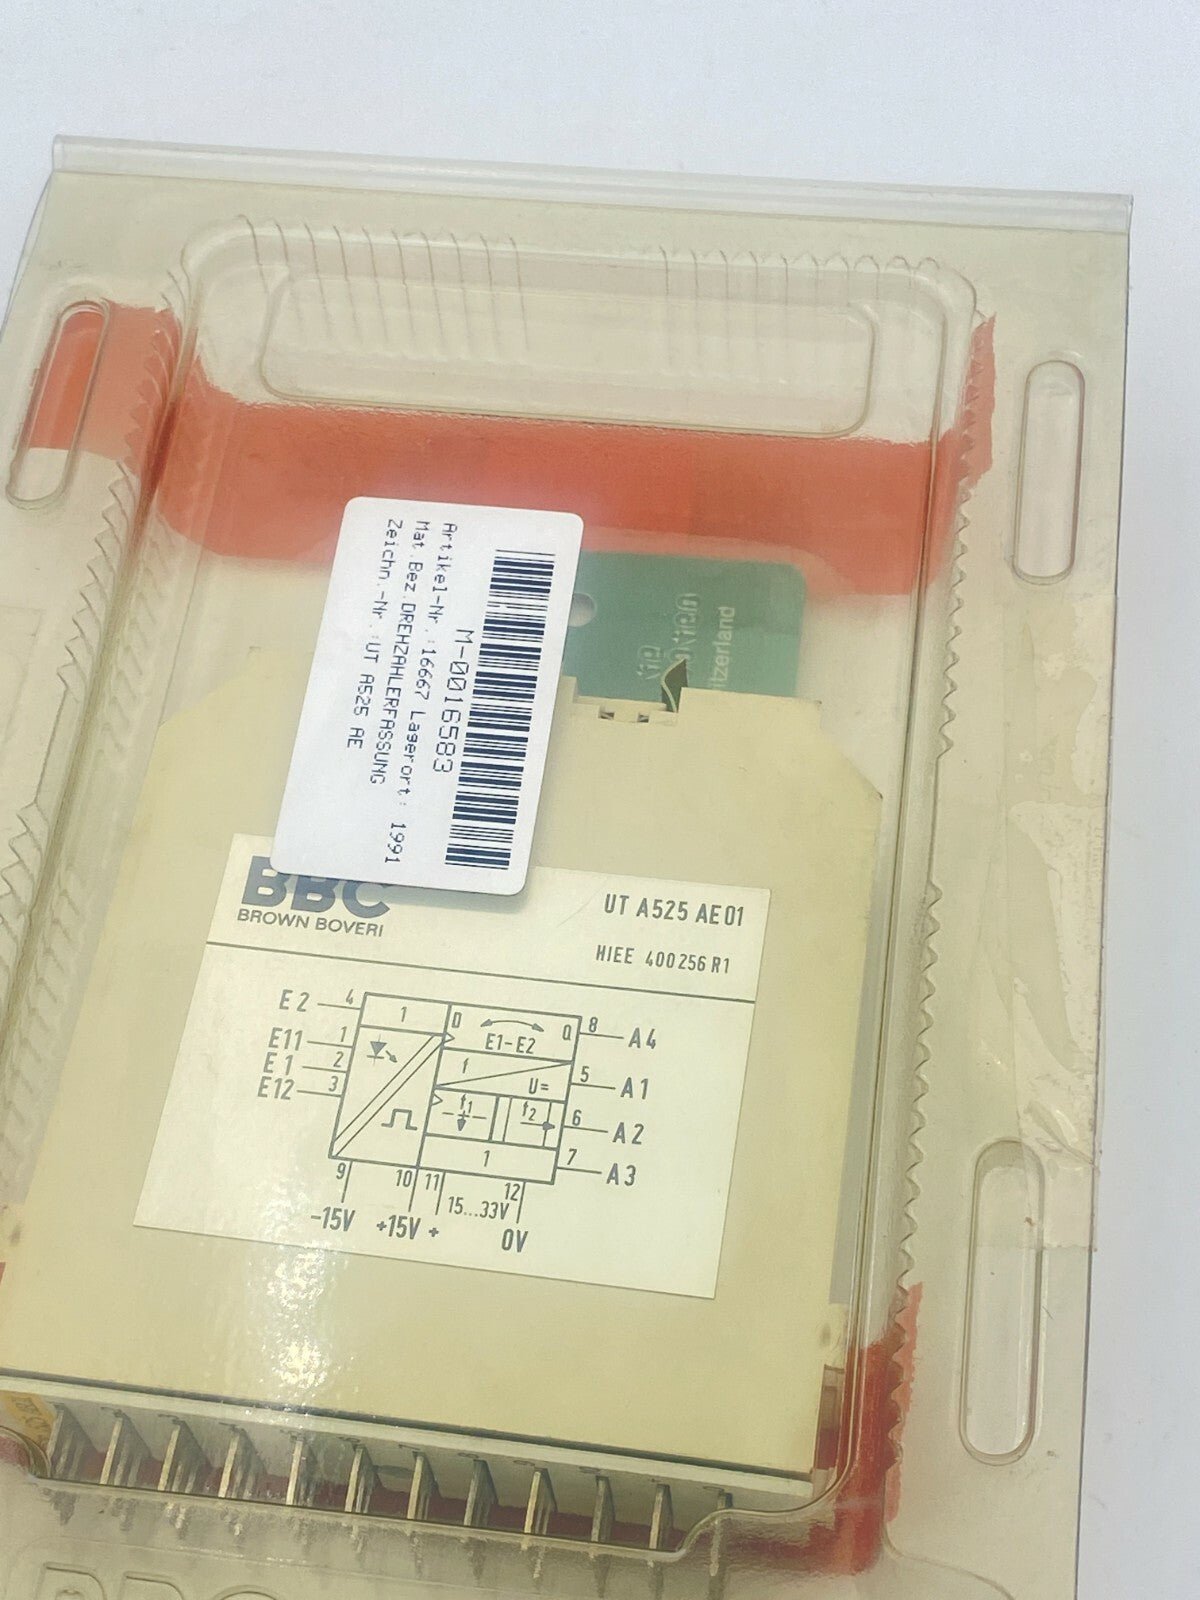 M-0016583
Artikel-Nr.:16667 Lagerort: 1991
Mat.Bez.DREHZAHLERFASSUNG
Zeichn.-Nr.:UT A525 AE
BBC
BROWN BOVERI
UT A525 AE01
HIEE 400256 R1
E2 4 1 D E1-E2 Q 8 A4
E11 1
E1 2 f U= 5 A1
E12 3 f1 f2 6 A2
1 7 A3
9 10 11 12
-15V +15V + 15...33V 0V